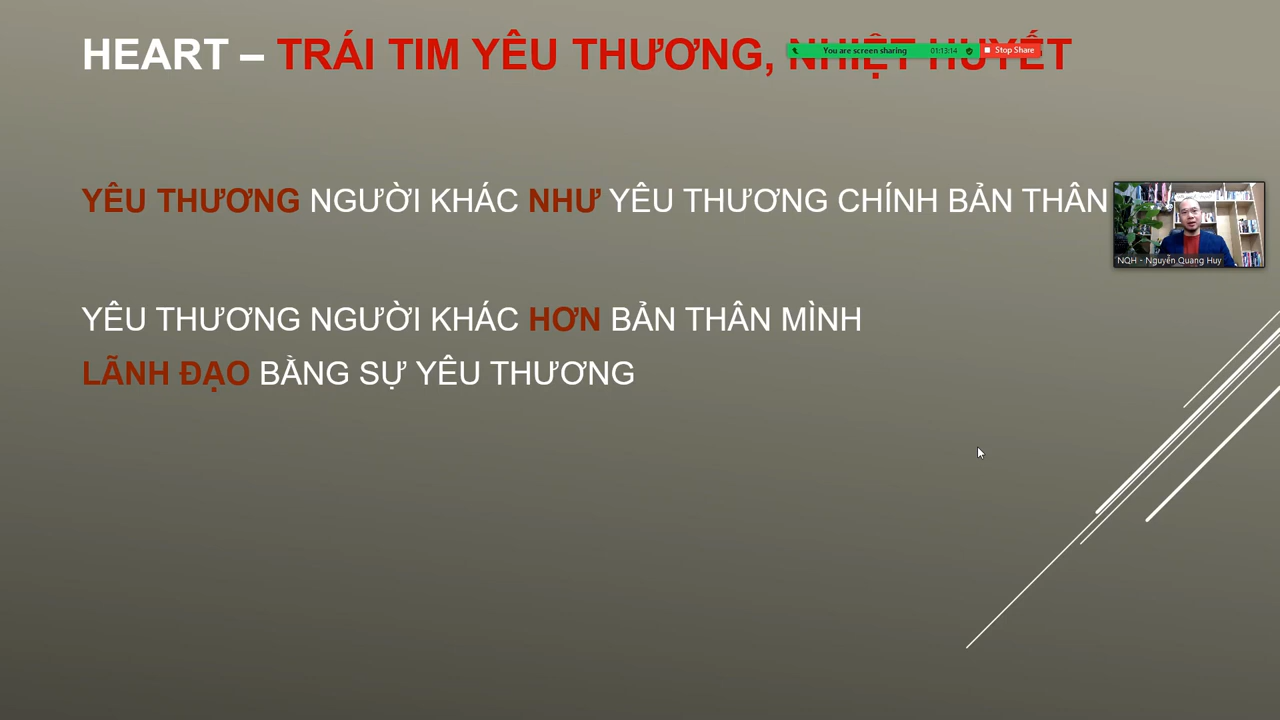 HEART – TRÁI TIM YÊU THƯƠNG, NHIỆT HUYẾT
You are screen sharing 01:13:14 Stop Share
YÊU THƯƠNG NGƯỜI KHÁC NHƯ YÊU THƯƠNG CHÍNH BẢN THÂN
NQH - Nguyễn Quang Huy
YÊU THƯƠNG NGƯỜI KHÁC HƠN BẢN THÂN MÌNH
LÃNH ĐẠO BẰNG SỰ YÊU THƯƠNG